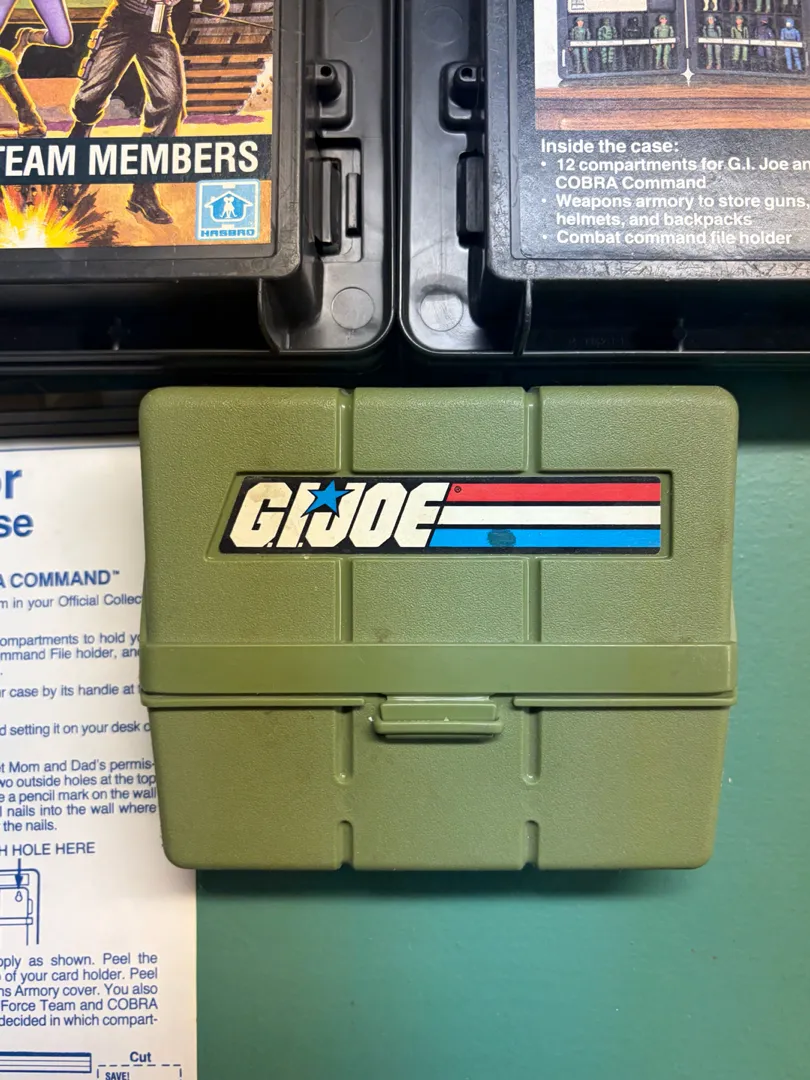 TEAM MEMBERS
HASBRO
Inside the case:
• 12 compartments for G.I. Joe an
COBRA Command
• Weapons armory to store guns,
helmets, and backpacks
• Combat command file holder
G.I. JOE®
or
se
A COMMAND™
m in your Official Collec
ompartments to hold yo
mmand File holder, and
r case by its handle at
d setting it on your desk o
et Mom and Dad's permis-
wo outside holes at the top
e a pencil mark on the wall
l nails into the wall where
the nails.
H HOLE HERE
pply as shown. Peel the
of your card holder. Peel
ns Armory cover. You also
Force Team and COBRA
decided in which compart-
Cut
SAVE!